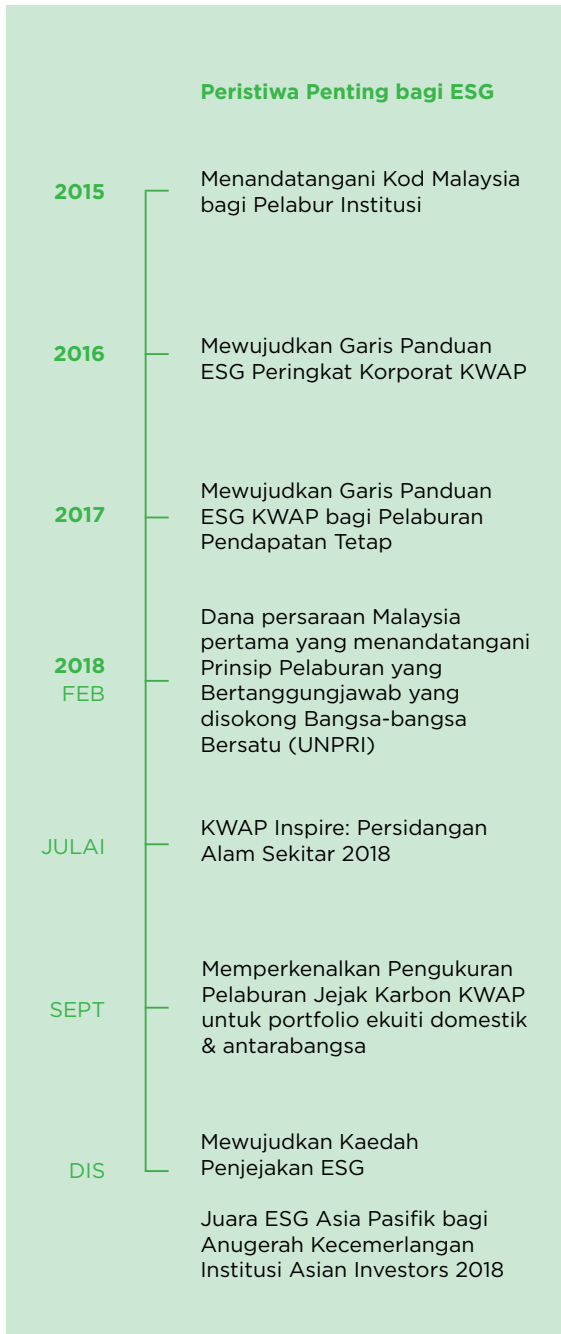 Peristiwa Penting bagi ESG
2015
Menandatangani Kod Malaysia
bagi Pelabur Institusi
2016
Mewujudkan Garis Panduan
ESG Peringkat Korporat KWAP
2017
Mewujudkan Garis Panduan
ESG KWAP bagi Pelaburan
Pendapatan Tetap
2018
FEB
Dana persaraan Malaysia
pertama yang menandatangani
Prinsip Pelaburan yang
Bertanggungjawab yang
disokong Bangsa-bangsa
Bersatu (UNPRI)
JULAI
KWAP Inspire: Persidangan
Alam Sekitar 2018
SEPT
Memperkenalkan Pengukuran
Pelaburan Jejak Karbon KWAP
untuk portfolio ekuiti domestik
& antarabangsa
DIS
Mewujudkan Kaedah
Penjejakan ESG
Juara ESG Asia Pasifik bagi
Anugerah Kecemerlangan
Institusi Asian Investors 2018